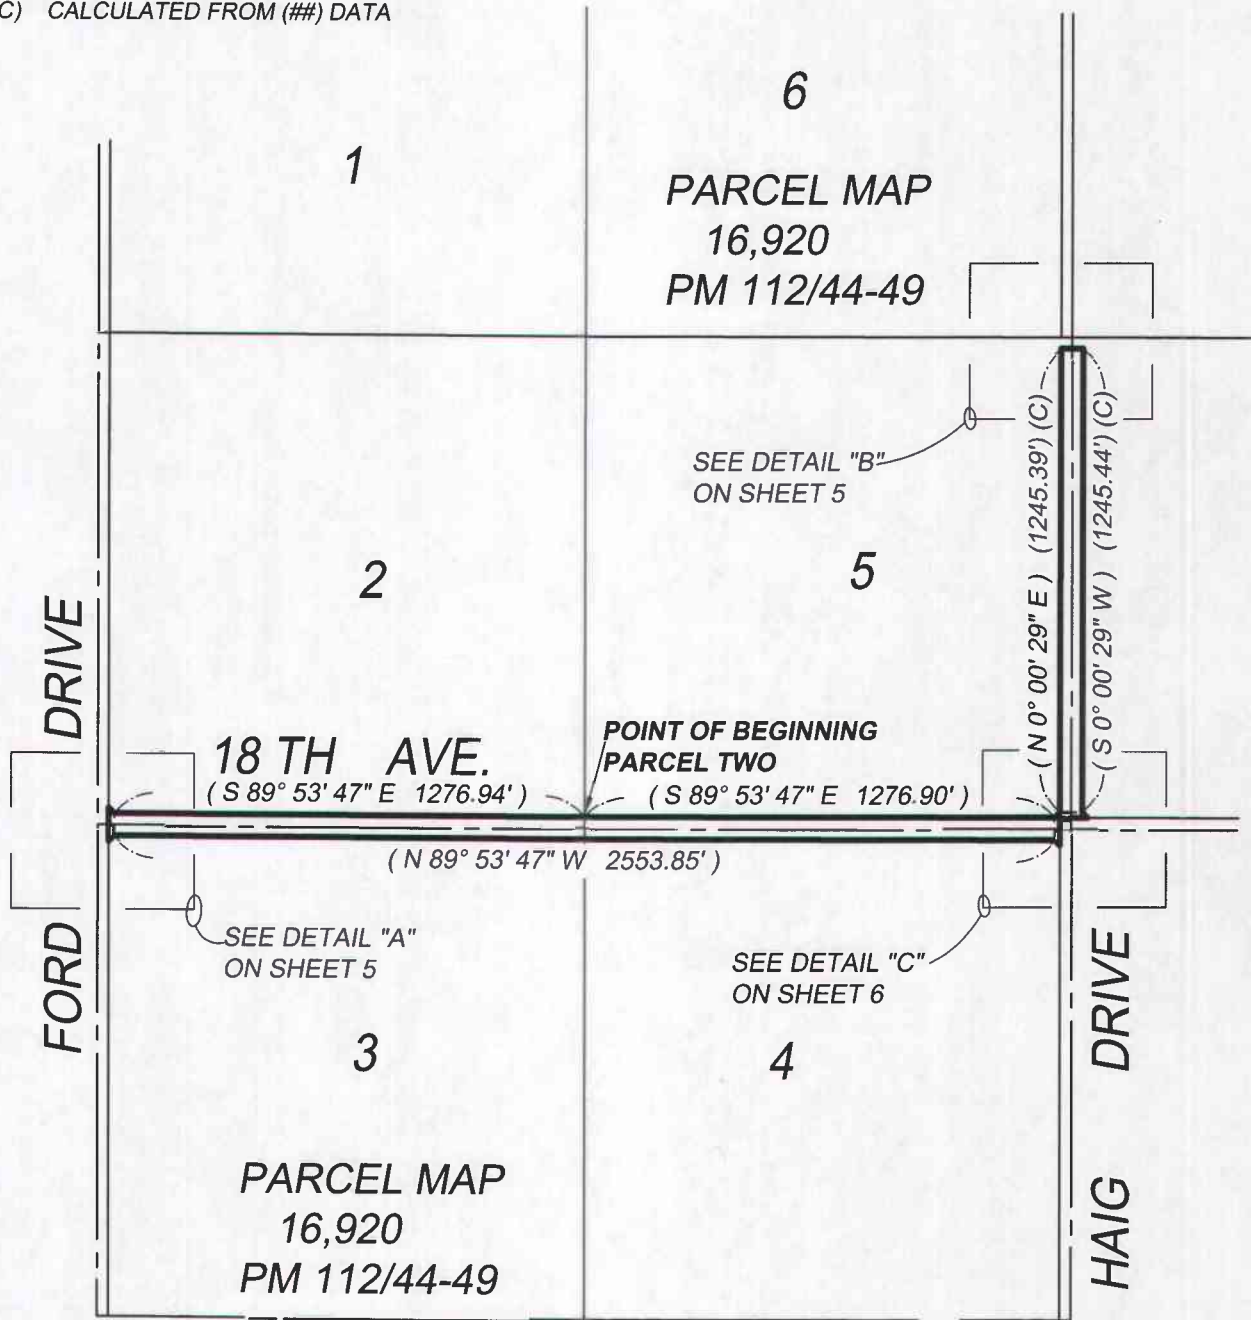 C) CALCULATED FROM (##) DATA
6
1
PARCEL MAP
16,920
PM 112/44-49
SEE DETAIL "B"
ON SHEET 5
( N 0° 00' 29" E ) (1245.39') (C)
( S 0° 00' 29" W ) (1245.44') (C)
2
5
FORD DRIVE
18 TH AVE.
POINT OF BEGINNING
PARCEL TWO
( S 89° 53' 47" E 1276.94' )
( S 89° 53' 47" E 1276.90' )
( N 89° 53' 47" W 2553.85' )
SEE DETAIL "A"
ON SHEET 5
SEE DETAIL "C"
ON SHEET 6
3
4
HAIG DRIVE
PARCEL MAP
16,920
PM 112/44-49